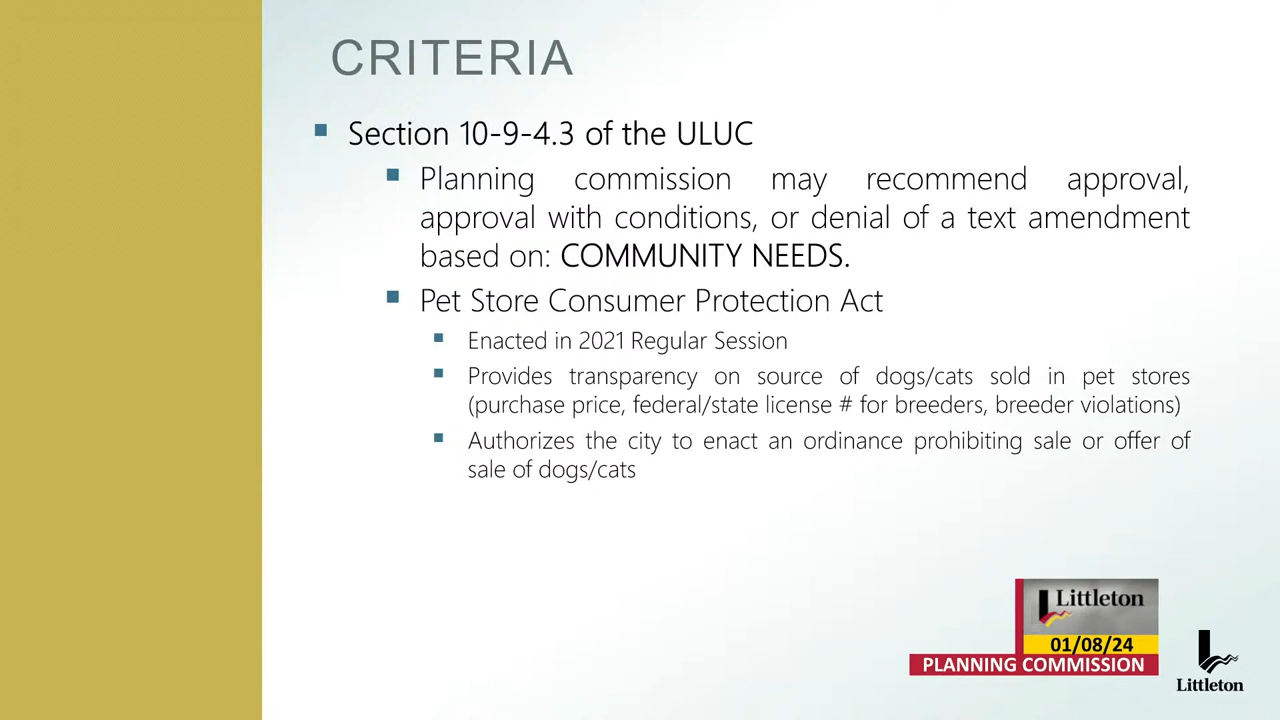 CRITERIA
Section 10-9-4.3 of the ULUC
Planning commission may recommend approval,
approval with conditions, or denial of a text amendment
based on: COMMUNITY NEEDS.
Pet Store Consumer Protection Act
Enacted in 2021 Regular Session
Provides transparency on source of dogs/cats sold in pet stores
(purchase price, federal/state license # for breeders, breeder violations)
Authorizes the city to enact an ordinance prohibiting sale or offer of
sale of dogs/cats
Littleton
01/08/24
PLANNING COMMISSION
Littleton